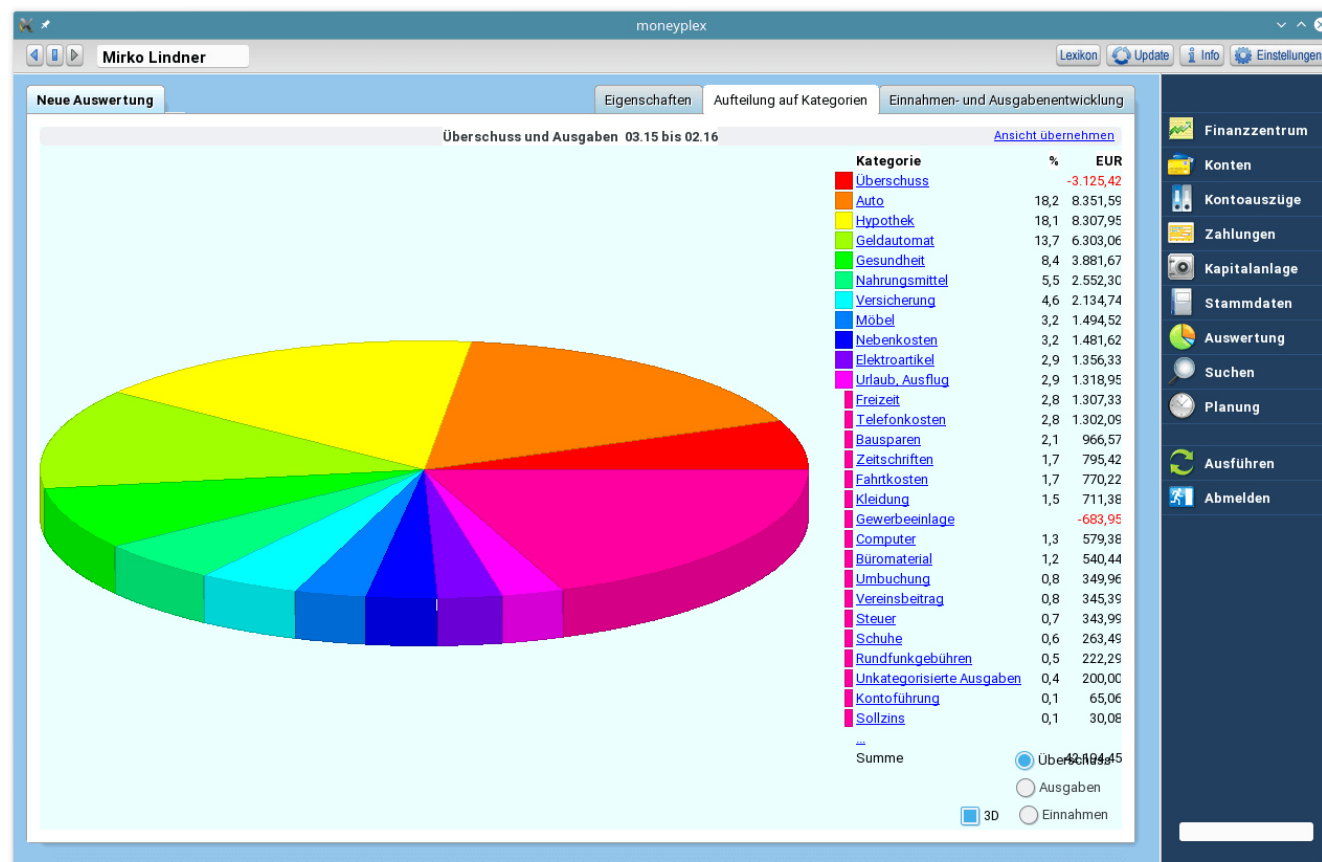 moneyplex
Mirko Lindner
Lexikon Update Info Einstellungen
Neue Auswertung Eigenschaften Aufteilung auf Kategorien Einnahmen- und Ausgabenentwicklung
Überschuss und Ausgaben 03.15 bis 02.16 Ansicht übernehmen
Kategorie % EUR
Überschuss -3.125,42
Auto 18,2 8.351,59
Hypothek 18,1 8.307,95
Geldautomat 13,7 6.303,06
Gesundheit 8,4 3.881,67
Nahrungsmittel 5,5 2.552,30
Versicherung 4,6 2.134,74
Möbel 3,2 1.494,52
Nebenkosten 3,2 1.481,62
Elektroartikel 2,9 1.356,33
Urlaub, Ausflug 2,9 1.318,95
Freizeit 2,8 1.307,33
Telefonkosten 2,8 1.302,09
Bausparen 2,1 966,57
Zeitschriften 1,7 795,42
Fahrtkosten 1,7 770,22
Kleidung 1,5 711,38
Gewerbeeinlage -683,95
Computer 1,3 579,38
Büromaterial 1,2 540,44
Umbuchung 0,8 349,96
Vereinsbeitrag 0,8 345,39
Steuer 0,7 343,99
Schuhe 0,6 263,49
Rundfunkgebühren 0,5 222,29
Unkategorisierte Ausgaben 0,4 200,00
Kontoführung 0,1 65,06
Sollzins 0,1 30,08
...
Summe
Überschuss
Ausgaben
3D Einnahmen
Finanzzentrum
Konten
Kontoauszüge
Zahlungen
Kapitalanlage
Stammdaten
Auswertung
Suchen
Planung
Ausführen
Abmelden